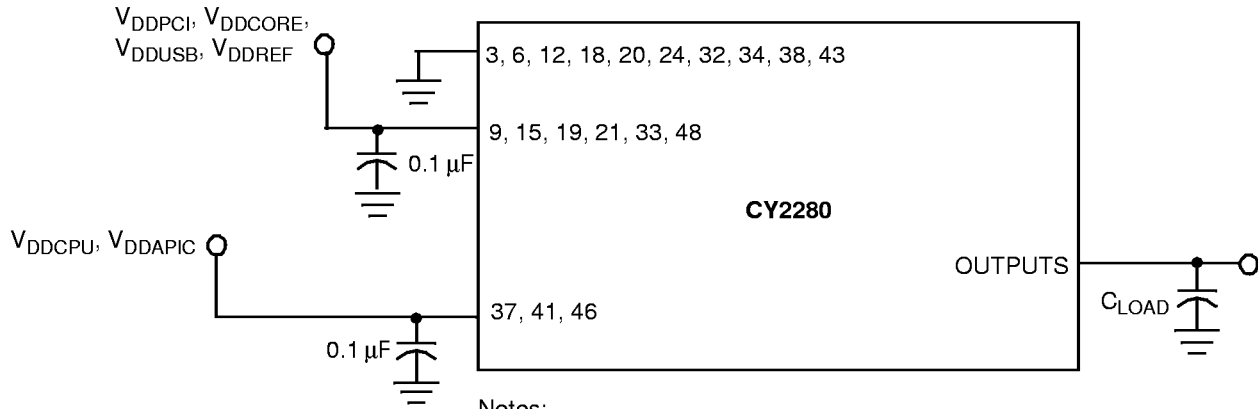 VDDPCI, VDDCORE,
VDDUSB, VDDREF
3, 6, 12, 18, 20, 24, 32, 34, 38, 43
9, 15, 19, 21, 33, 48
0.1 μF
CY2280
VDDCPU, VDDAPIC
OUTPUTS
37, 41, 46
CLOAD
0.1 μF
Notes: